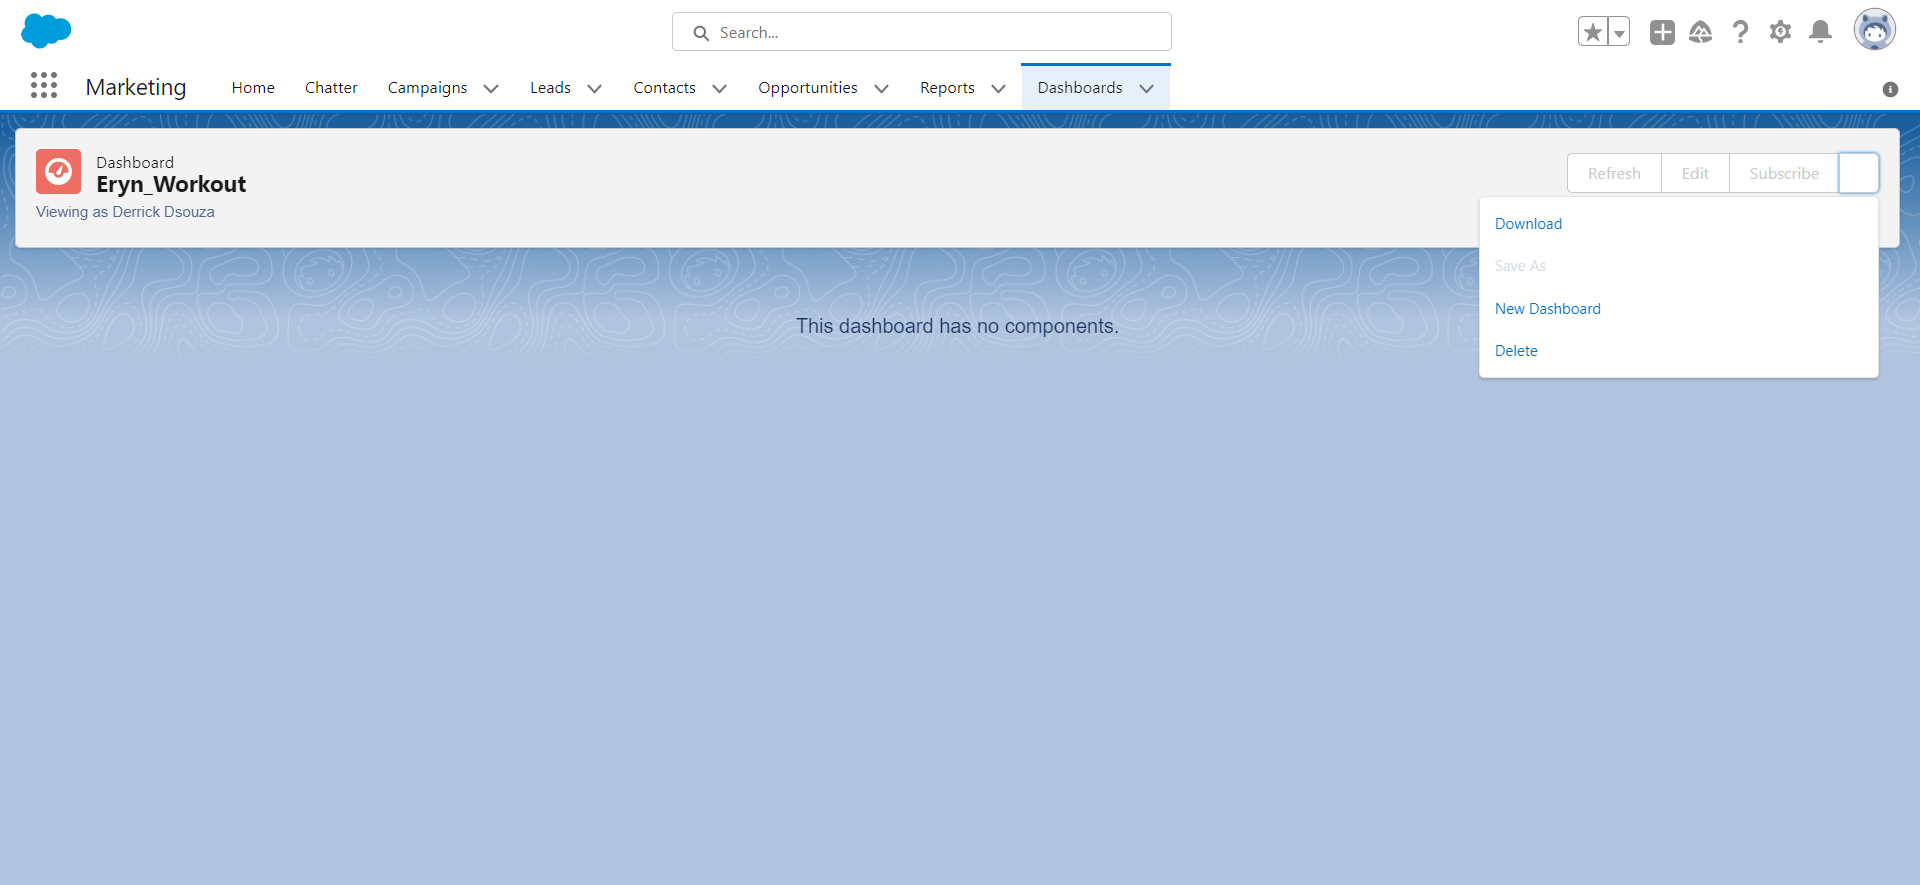 Search...
Marketing
Home
Chatter
Campaigns
Leads
Contacts
Opportunities
Reports
Dashboards
Dashboard
Eryn_Workout
Viewing as Derrick Dsouza
Refresh
Edit
Subscribe
Download
Save As
New Dashboard
Delete
This dashboard has no components.